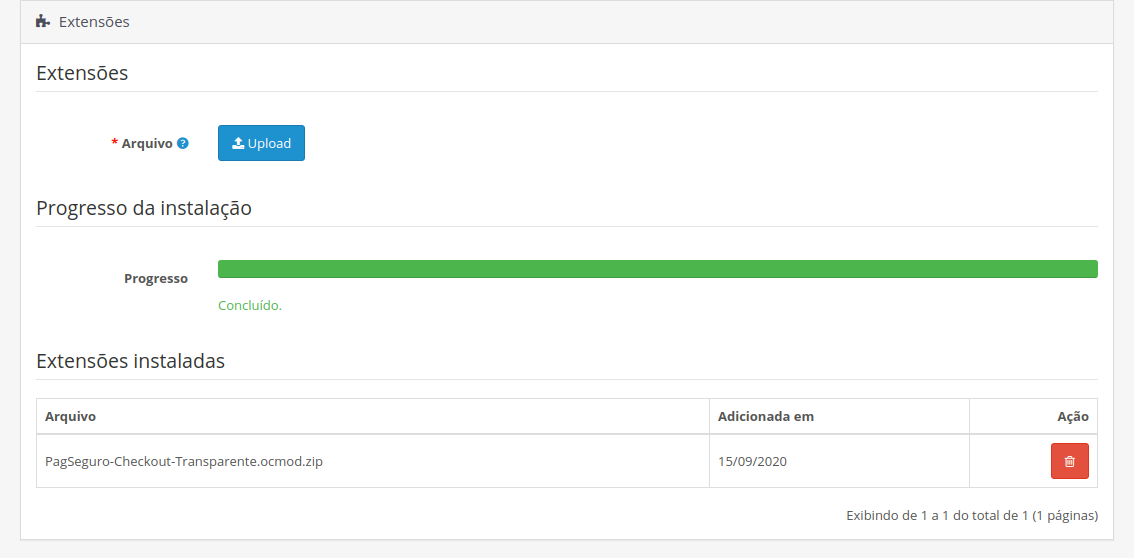 Extensões
Extensões
* Arquivo ?
Upload
Progresso da instalação
Progresso
Concluído.
Extensões instaladas
Arquivo Adicionada em Ação
PagSeguro-Checkout-Transparente.ocmod.zip 15/09/2020
Exibindo de 1 a 1 do total de 1 (1 páginas)